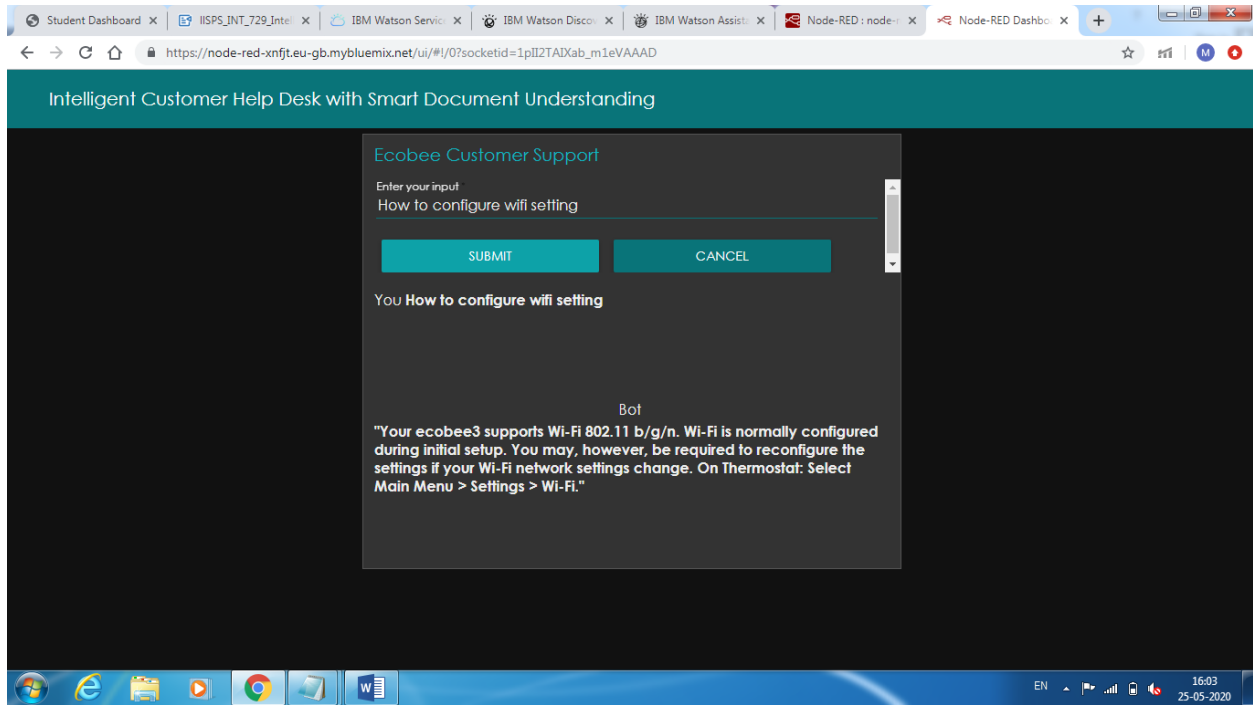 Student Dashboard
IISPS_INT_729_Intel
IBM Watson Servic
IBM Watson Discov
IBM Watson Assist
Node-RED : node-r
Node-RED Dashbo
https://node-red-xnfjt.eu-gb.mybluemix.net/ui/#!/0?socketid=1pII2TAIXab_m1eVAAAD
M
Intelligent Customer Help Desk with Smart Document Understanding
Ecobee Customer Support
Enter your input
How to configure wifi setting
SUBMIT CANCEL
You How to configure wifi setting
Bot
"Your ecobee3 supports Wi-Fi 802.11 b/g/n. Wi-Fi is normally configured
during initial setup. You may, however, be required to reconfigure the
settings if your Wi-Fi network settings change. On Thermostat: Select
Main Menu > Settings > Wi-Fi."
EN
16:03
25-05-2020